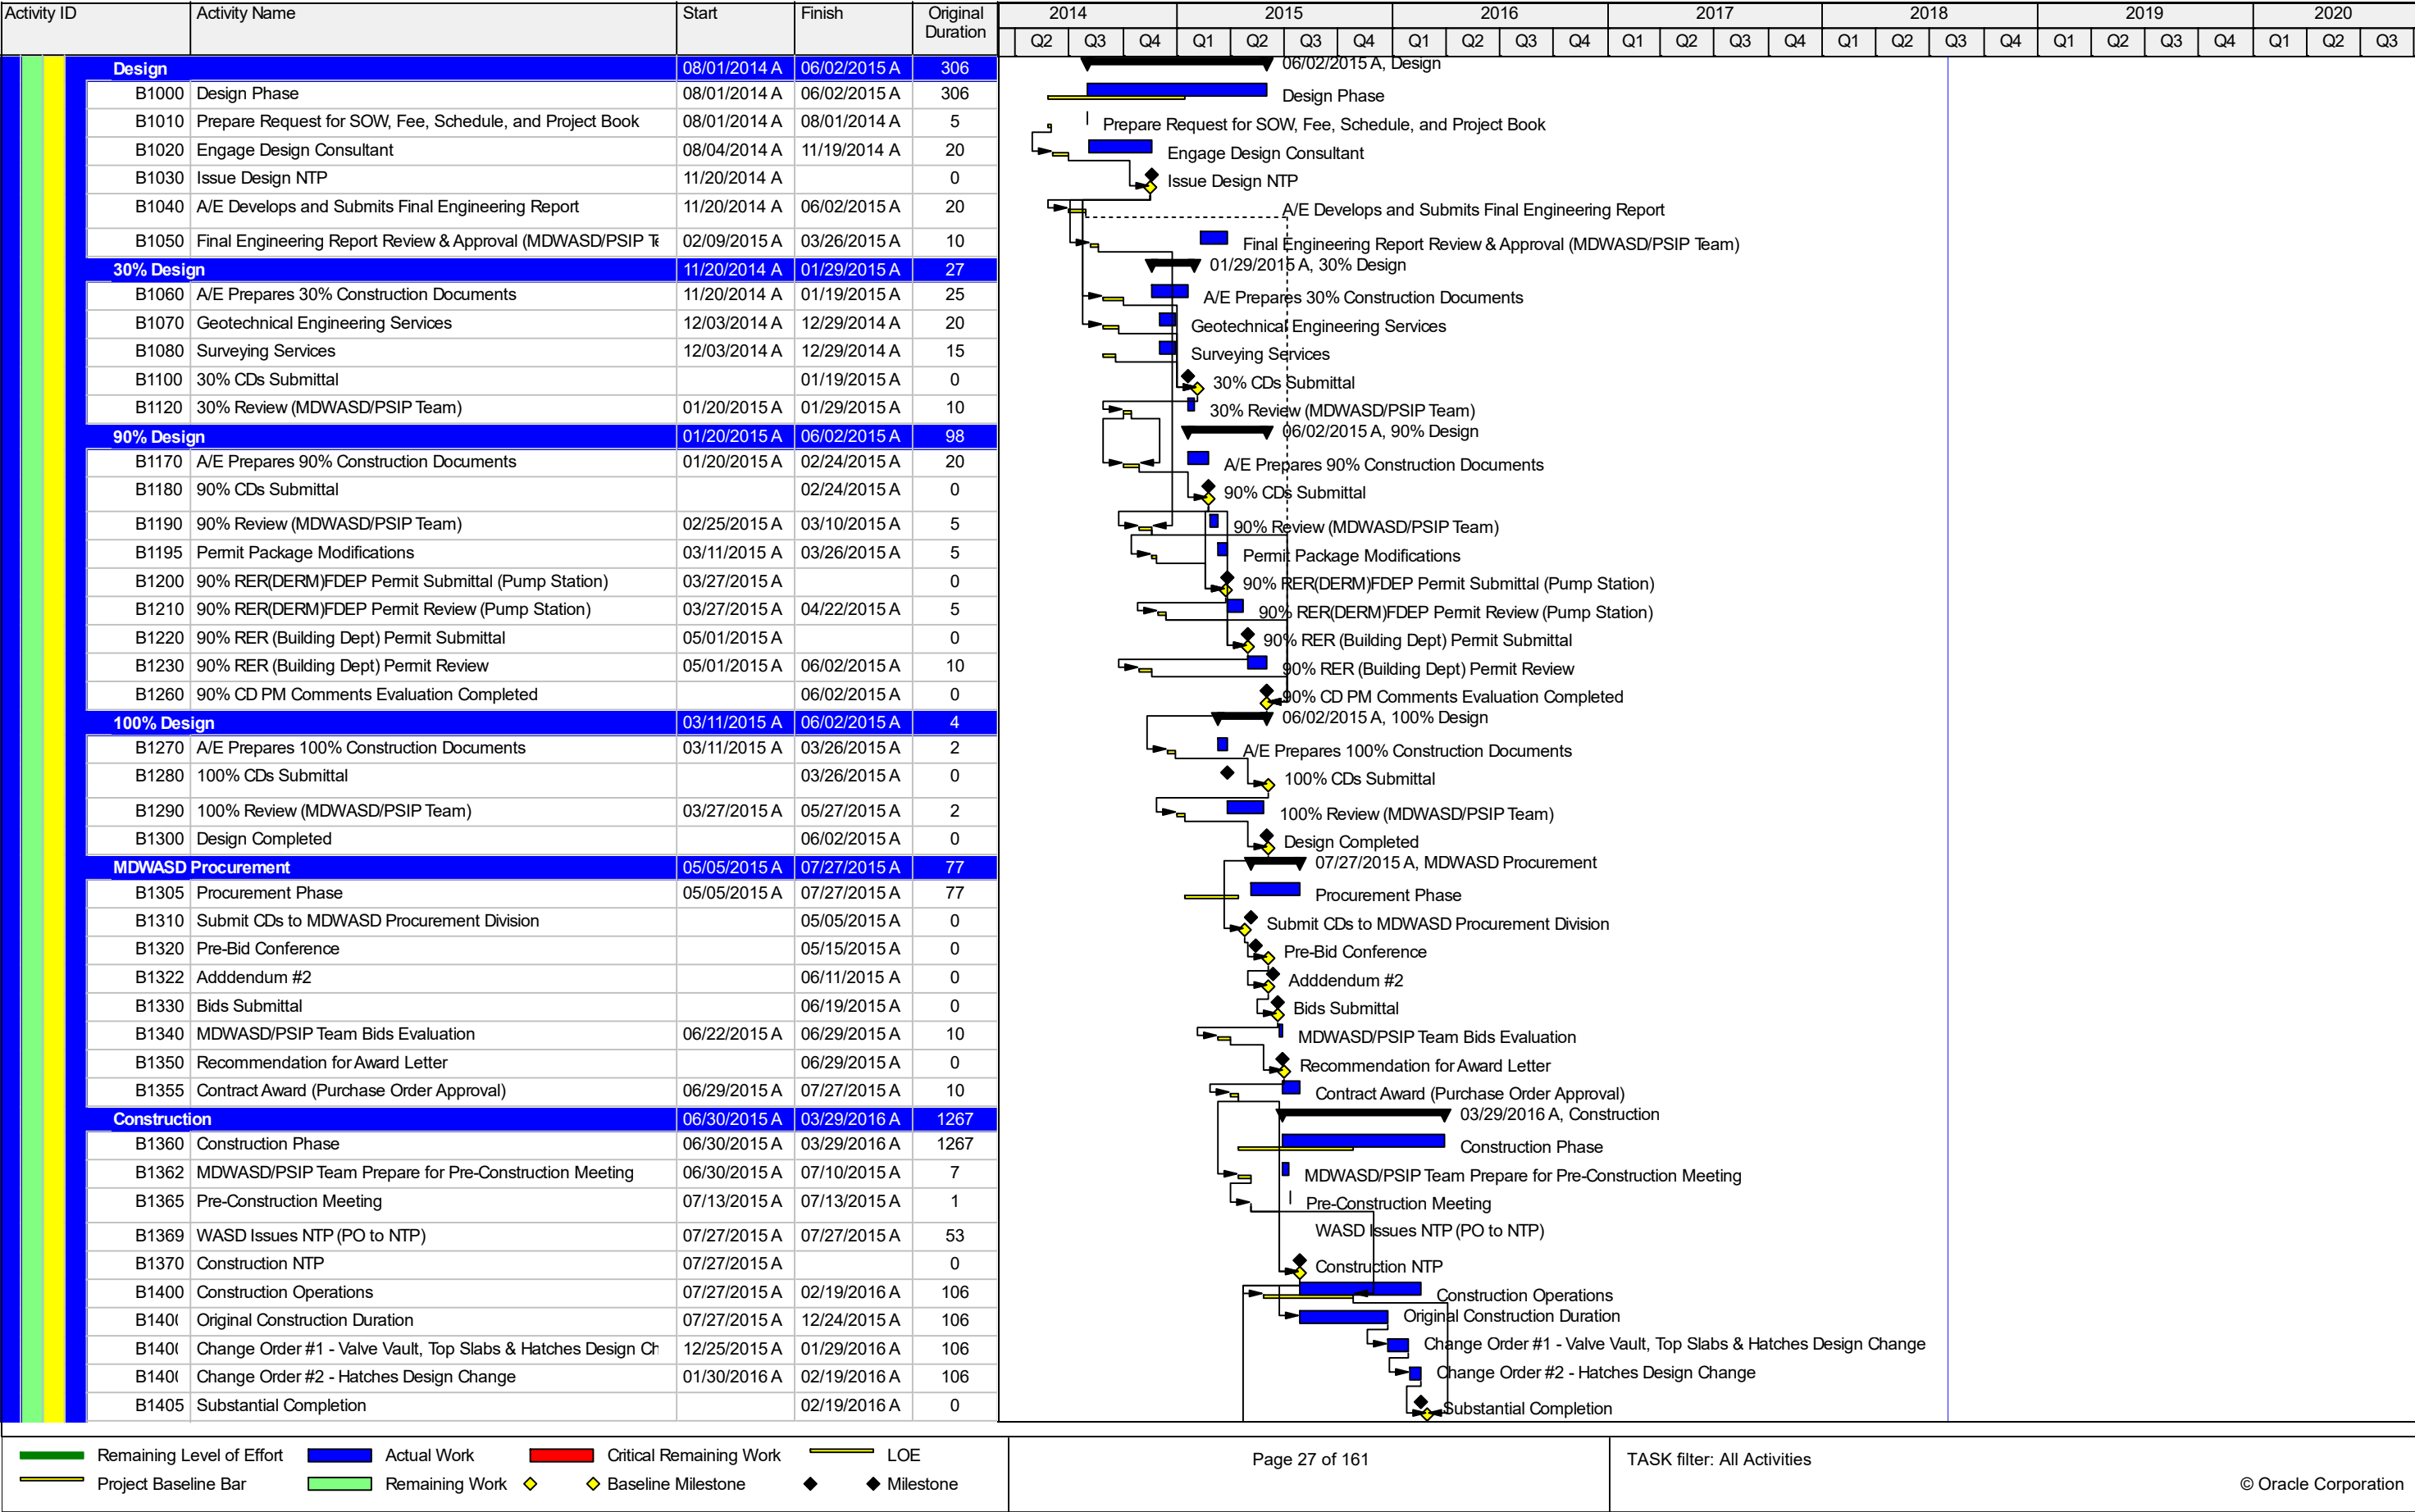 Activity ID Activity Name Start Finish Original Duration 2014 2015 2016 2017 2018 2019 2020
Q2 Q3 Q4 Q1 Q2 Q3 Q4 Q1 Q2 Q3 Q4 Q1 Q2 Q3 Q4 Q1 Q2 Q3 Q4 Q1 Q2 Q3 Q4 Q1 Q2 Q3
Design 08/01/2014 A 06/02/2015 A 306 06/02/2015 A, Design
B1000 Design Phase 08/01/2014 A 06/02/2015 A 306 Design Phase
B1010 Prepare Request for SOW, Fee, Schedule, and Project Book 08/01/2014 A 08/01/2014 A 5 Prepare Request for SOW, Fee, Schedule, and Project Book
B1020 Engage Design Consultant 08/04/2014 A 11/19/2014 A 20 Engage Design Consultant
B1030 Issue Design NTP 11/20/2014 A 0 Issue Design NTP
B1040 A/E Develops and Submits Final Engineering Report 11/20/2014 A 06/02/2015 A 20 A/E Develops and Submits Final Engineering Report
B1050 Final Engineering Report Review & Approval (MDWASD/PSIP Te 02/09/2015 A 03/26/2015 A 10 Final Engineering Report Review & Approval (MDWASD/PSIP Team)
30% Design 11/20/2014 A 01/29/2015 A 27 01/29/2015 A, 30% Design
B1060 A/E Prepares 30% Construction Documents 11/20/2014 A 01/19/2015 A 25 A/E Prepares 30% Construction Documents
B1070 Geotechnical Engineering Services 12/03/2014 A 12/29/2014 A 20 Geotechnical Engineering Services
B1080 Surveying Services 12/03/2014 A 12/29/2014 A 15 Surveying Services
B1100 30% CDs Submittal 01/19/2015 A 0 30% CDs Submittal
B1120 30% Review (MDWASD/PSIP Team) 01/20/2015 A 01/29/2015 A 10 30% Review (MDWASD/PSIP Team)
90% Design 01/20/2015 A 06/02/2015 A 98 06/02/2015 A, 90% Design
B1170 A/E Prepares 90% Construction Documents 01/20/2015 A 02/24/2015 A 20 A/E Prepares 90% Construction Documents
B1180 90% CDs Submittal 02/24/2015 A 0 90% CDs Submittal
B1190 90% Review (MDWASD/PSIP Team) 02/25/2015 A 03/10/2015 A 5 90% Review (MDWASD/PSIP Team)
B1195 Permit Package Modifications 03/11/2015 A 03/26/2015 A 5 Permit Package Modifications
B1200 90% RER(DERM)FDEP Permit Submittal (Pump Station) 03/27/2015 A 0 90% RER(DERM)FDEP Permit Submittal (Pump Station)
B1210 90% RER(DERM)FDEP Permit Review (Pump Station) 03/27/2015 A 04/22/2015 A 5 90% RER(DERM)FDEP Permit Review (Pump Station)
B1220 90% RER (Building Dept) Permit Submittal 05/01/2015 A 0 90% RER (Building Dept) Permit Submittal
B1230 90% RER (Building Dept) Permit Review 05/01/2015 A 06/02/2015 A 10 90% RER (Building Dept) Permit Review
B1260 90% CD PM Comments Evaluation Completed 06/02/2015 A 0 90% CD PM Comments Evaluation Completed
100% Design 03/11/2015 A 06/02/2015 A 4 06/02/2015 A, 100% Design
B1270 A/E Prepares 100% Construction Documents 03/11/2015 A 03/26/2015 A 2 A/E Prepares 100% Construction Documents
B1280 100% CDs Submittal 03/26/2015 A 0 100% CDs Submittal
B1290 100% Review (MDWASD/PSIP Team) 03/27/2015 A 05/27/2015 A 2 100% Review (MDWASD/PSIP Team)
B1300 Design Completed 06/02/2015 A 0 Design Completed
MDWASD Procurement 05/05/2015 A 07/27/2015 A 77 07/27/2015 A, MDWASD Procurement
B1305 Procurement Phase 05/05/2015 A 07/27/2015 A 77 Procurement Phase
B1310 Submit CDs to MDWASD Procurement Division 05/05/2015 A 0 Submit CDs to MDWASD Procurement Division
B1320 Pre-Bid Conference 05/15/2015 A 0 Pre-Bid Conference
B1322 Adddendum #2 06/11/2015 A 0 Adddendum #2
B1330 Bids Submittal 06/19/2015 A 0 Bids Submittal
B1340 MDWASD/PSIP Team Bids Evaluation 06/22/2015 A 06/29/2015 A 10 MDWASD/PSIP Team Bids Evaluation
B1350 Recommendation for Award Letter 06/29/2015 A 0 Recommendation for Award Letter
B1355 Contract Award (Purchase Order Approval) 06/29/2015 A 07/27/2015 A 10 Contract Award (Purchase Order Approval)
Construction 06/30/2015 A 03/29/2016 A 1267 03/29/2016 A, Construction
B1360 Construction Phase 06/30/2015 A 03/29/2016 A 1267 Construction Phase
B1362 MDWASD/PSIP Team Prepare for Pre-Construction Meeting 06/30/2015 A 07/10/2015 A 7 MDWASD/PSIP Team Prepare for Pre-Construction Meeting
B1365 Pre-Construction Meeting 07/13/2015 A 07/13/2015 A 1 Pre-Construction Meeting
B1369 WASD Issues NTP (PO to NTP) 07/27/2015 A 07/27/2015 A 53 WASD Issues NTP (PO to NTP)
B1370 Construction NTP 07/27/2015 A 0 Construction NTP
B1400 Construction Operations 07/27/2015 A 02/19/2016 A 106 Construction Operations
B140( Original Construction Duration 07/27/2015 A 12/24/2015 A 106 Original Construction Duration
B140( Change Order #1 - Valve Vault, Top Slabs & Hatches Design Ch 12/25/2015 A 01/29/2016 A 106 Change Order #1 - Valve Vault, Top Slabs & Hatches Design Change
B140( Change Order #2 - Hatches Design Change 01/30/2016 A 02/19/2016 A 106 Change Order #2 - Hatches Design Change
B1405 Substantial Completion 02/19/2016 A 0 Substantial Completion
Remaining Level of Effort Actual Work Critical Remaining Work LOE Page 27 of 161 TASK filter: All Activities
Project Baseline Bar Remaining Work Baseline Milestone Milestone © Oracle Corporation